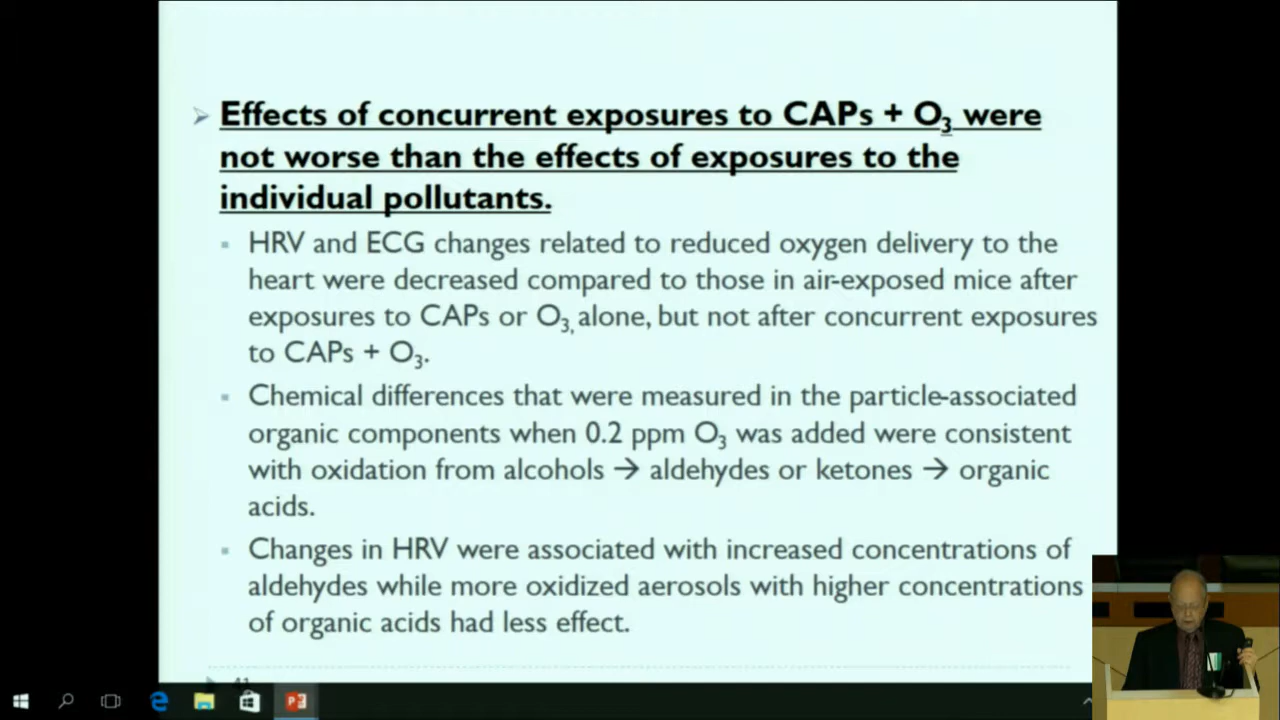 Effects of concurrent exposures to CAPs + O₃ were
not worse than the effects of exposures to the
individual pollutants.
HRV and ECG changes related to reduced oxygen delivery to the
heart were decreased compared to those in air-exposed mice after
exposures to CAPs or O₃, alone, but not after concurrent exposures
to CAPs + O₃.
Chemical differences that were measured in the particle-associated
organic components when 0.2 ppm O₃ was added were consistent
with oxidation from alcohols → aldehydes or ketones → organic
acids.
Changes in HRV were associated with increased concentrations of
aldehydes while more oxidized aerosols with higher concentrations
of organic acids had less effect.